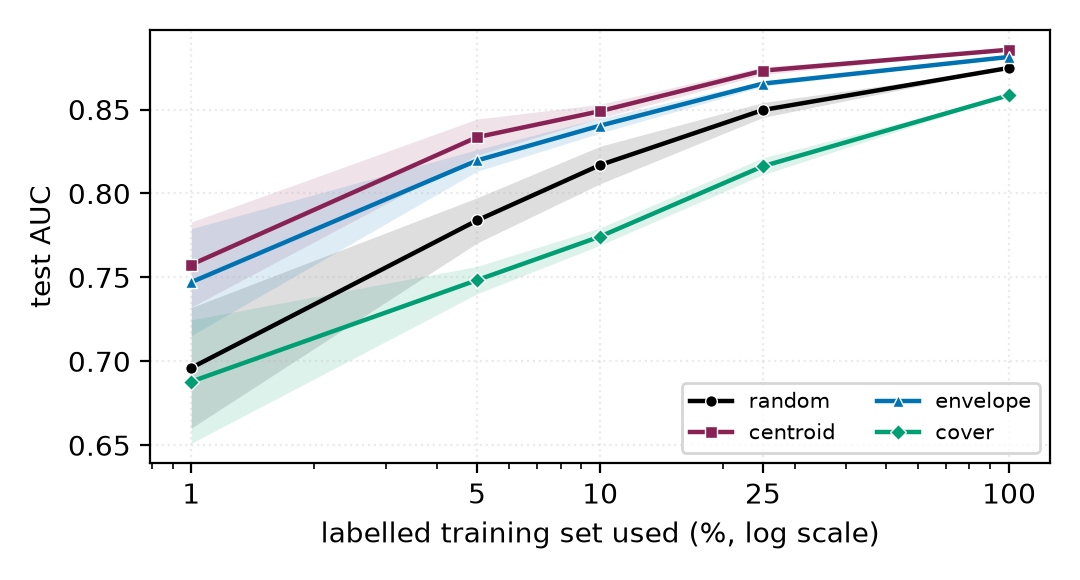 test AUC
0.85
0.80
0.75
0.70
0.65
random
centroid
envelope
cover
1 5 10 25 100
labelled training set used (%, log scale)